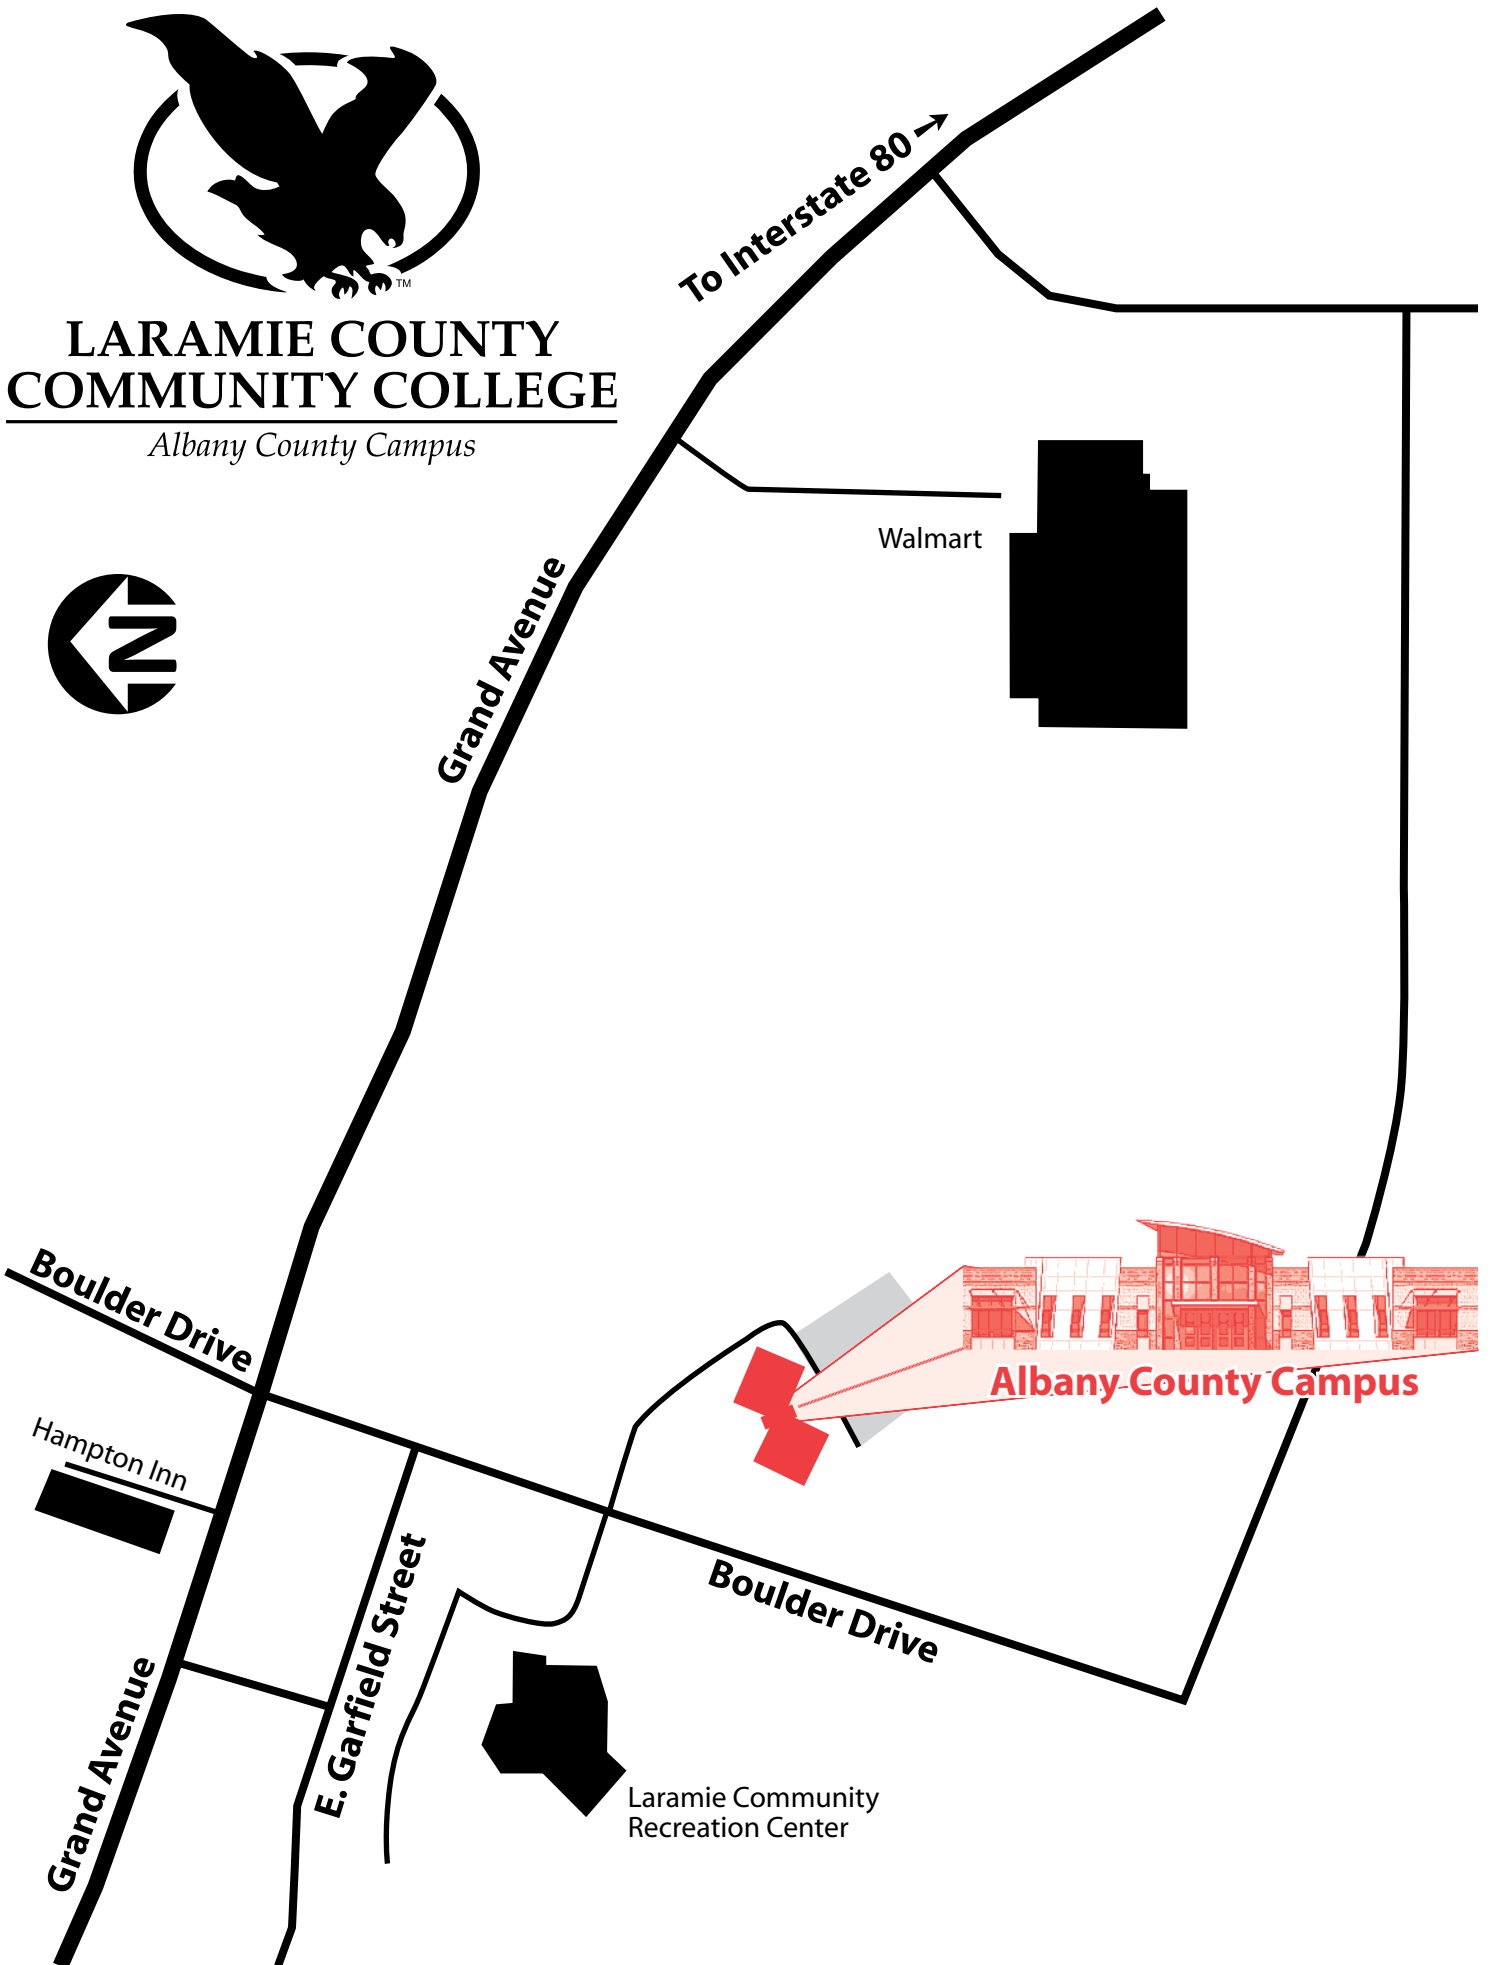 TM
LARAMIE COUNTY
COMMUNITY COLLEGE
Albany County Campus
To Interstate 80
Walmart
N
Grand Avenue
Boulder Drive
Albany County Campus
Hampton Inn
E. Garfield Street
Boulder Drive
Grand Avenue
Laramie Community
Recreation Center